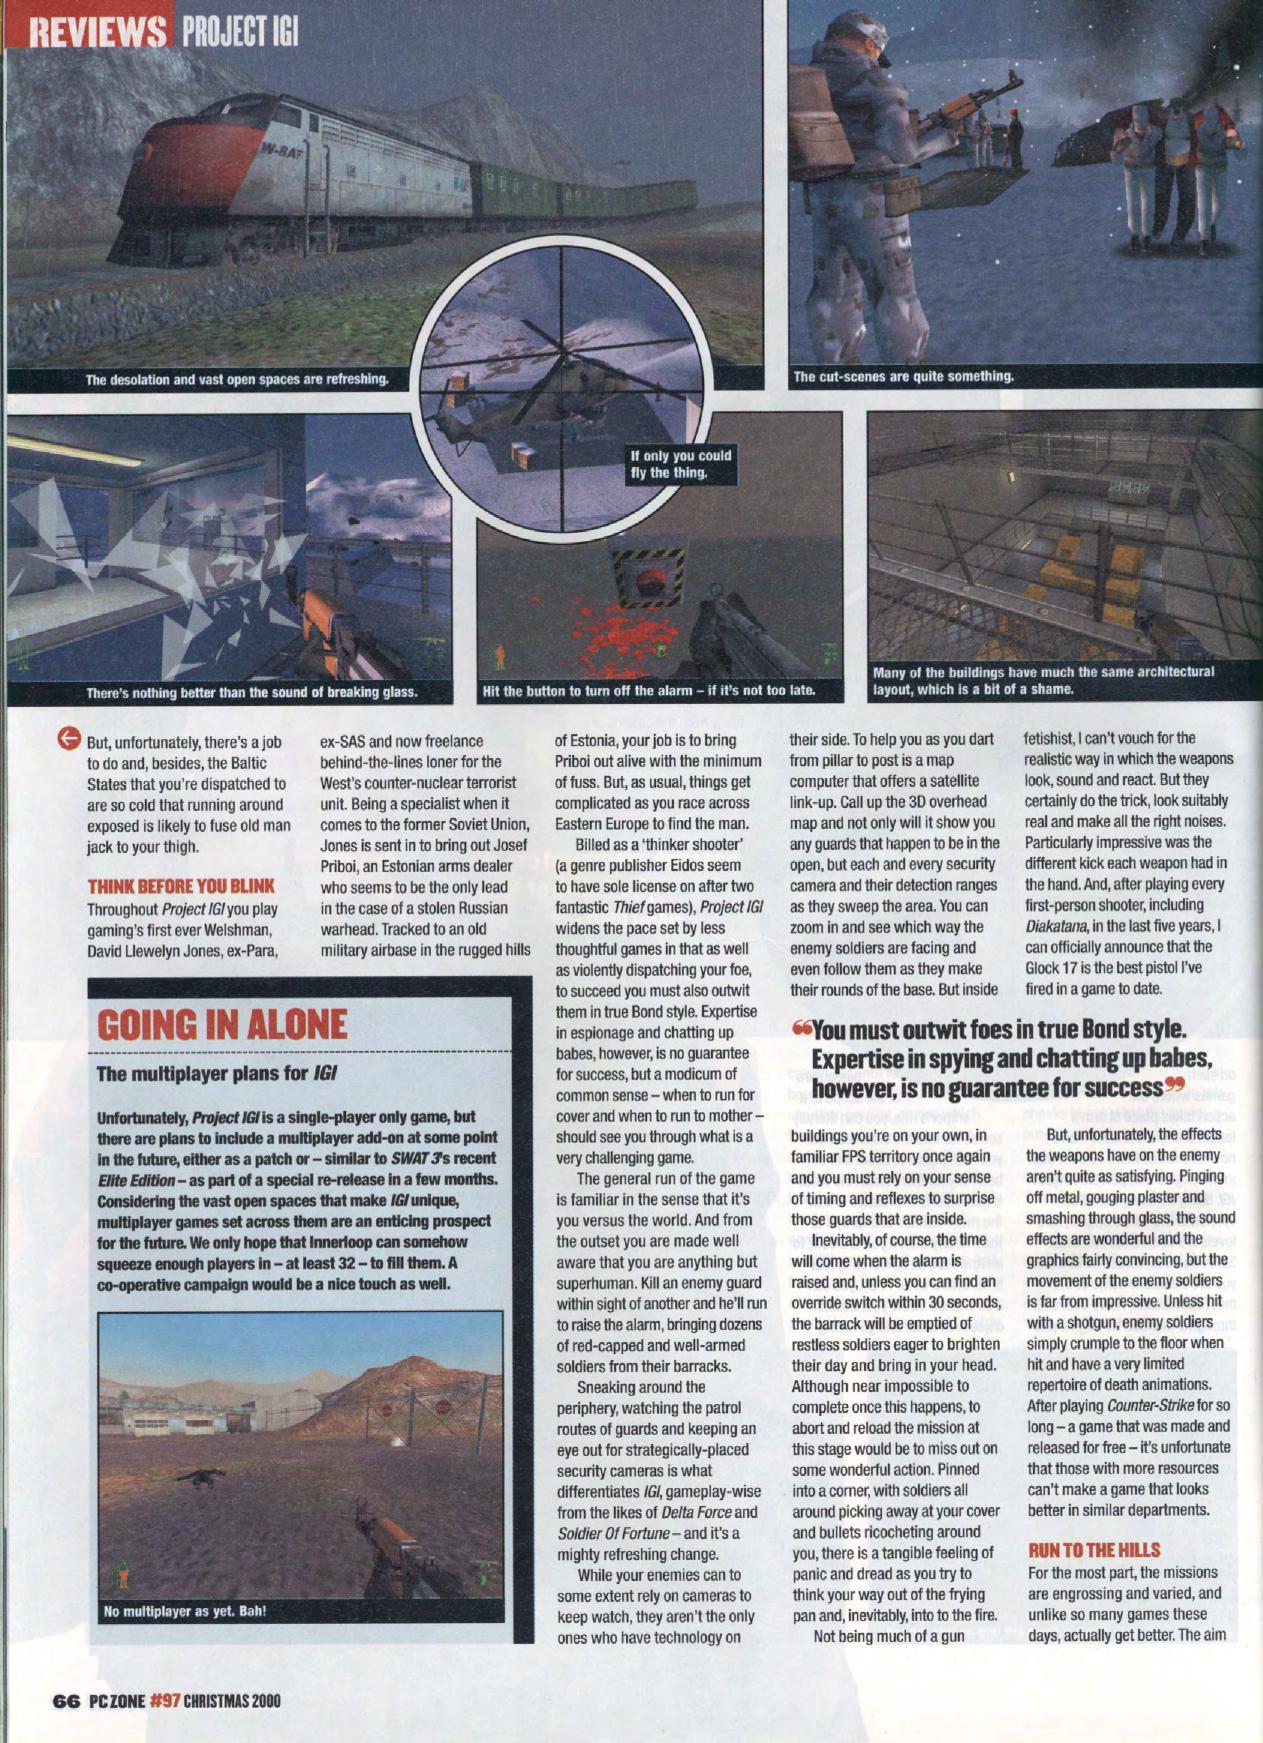 REVIEWS PROJECT IGI
W-BAT
The desolation and vast open spaces are refreshing.
The cut-scenes are quite something.
If only you could
fly the thing.
There's nothing better than the sound of breaking glass.
Hit the button to turn off the alarm – if it's not too late.
Many of the buildings have much the same architectural
layout, which is a bit of a shame.
But, unfortunately, there's a job
to do and, besides, the Baltic
States that you're dispatched to
are so cold that running around
exposed is likely to fuse old man
jack to your thigh.
THINK BEFORE YOU BLINK
Throughout Project IGI you play
gaming's first ever Welshman,
David Llewelyn Jones, ex-Para,
ex-SAS and now freelance
behind-the-lines loner for the
West's counter-nuclear terrorist
unit. Being a specialist when it
comes to the former Soviet Union,
Jones is sent in to bring out Josef
Priboi, an Estonian arms dealer
who seems to be the only lead
in the case of a stolen Russian
warhead. Tracked to an old
military airbase in the rugged hills
of Estonia, your job is to bring
Priboi out alive with the minimum
of fuss. But, as usual, things get
complicated as you race across
Eastern Europe to find the man.
Billed as a 'thinker shooter'
(a genre publisher Eidos seem
to have sole license on after two
fantastic Thief games), Project IGI
widens the pace set by less
thoughtful games in that as well
as violently dispatching your foe,
to succeed you must also outwit
them in true Bond style. Expertise
in espionage and chatting up
babes, however, is no guarantee
for success, but a modicum of
common sense – when to run for
cover and when to run to mother –
should see you through what is a
very challenging game.
The general run of the game
is familiar in the sense that it's
you versus the world. And from
the outset you are made well
aware that you are anything but
superhuman. Kill an enemy guard
within sight of another and he'll run
to raise the alarm, bringing dozens
of red-capped and well-armed
soldiers from their barracks.
Sneaking around the
periphery, watching the patrol
routes of guards and keeping an
eye out for strategically-placed
security cameras is what
differentiates IGI, gameplay-wise
from the likes of Delta Force and
Soldier Of Fortune – and it's a
mighty refreshing change.
While your enemies can to
some extent rely on cameras to
keep watch, they aren't the only
ones who have technology on
their side. To help you as you dart
from pillar to post is a map
computer that offers a satellite
link-up. Call up the 3D overhead
map and not only will it show you
any guards that happen to be in the
open, but each and every security
camera and their detection ranges
as they sweep the area. You can
zoom in and see which way the
enemy soldiers are facing and
even follow them as they make
their rounds of the base. But inside
buildings you're on your own, in
familiar FPS territory once again
and you must rely on your sense
of timing and reflexes to surprise
those guards that are inside.
Inevitably, of course, the time
will come when the alarm is
raised and, unless you can find an
override switch within 30 seconds,
the barrack will be emptied of
restless soldiers eager to brighten
their day and bring in your head.
Although near impossible to
complete once this happens, to
abort and reload the mission at
this stage would be to miss out on
some wonderful action. Pinned
into a corner, with soldiers all
around picking away at your cover
and bullets ricocheting around
you, there is a tangible feeling of
panic and dread as you try to
think your way out of the frying
pan and, inevitably, into to the fire.
Not being much of a gun
fetishist, I can't vouch for the
realistic way in which the weapons
look, sound and react. But they
certainly do the trick, look suitably
real and make all the right noises.
Particularly impressive was the
different kick each weapon had in
the hand. And, after playing every
first-person shooter, including
Diakatana, in the last five years, I
can officially announce that the
Glock 17 is the best pistol I've
fired in a game to date.
“You must outwit foes in true Bond style.
Expertise in spying and chatting up babes,
however, is no guarantee for success”
But, unfortunately, the effects
the weapons have on the enemy
aren't quite as satisfying. Pinging
off metal, gouging plaster and
smashing through glass, the sound
effects are wonderful and the
graphics fairly convincing, but the
movement of the enemy soldiers
is far from impressive. Unless hit
with a shotgun, enemy soldiers
simply crumple to the floor when
hit and have a very limited
repertoire of death animations.
After playing Counter-Strike for so
long – a game that was made and
released for free – it's unfortunate
that those with more resources
can't make a game that looks
better in similar departments.
RUN TO THE HILLS
For the most part, the missions
are engrossing and varied, and
unlike so many games these
days, actually get better. The aim
GOING IN ALONE
The multiplayer plans for IGI
Unfortunately, Project IGI is a single-player only game, but
there are plans to include a multiplayer add-on at some point
in the future, either as a patch or – similar to SWAT 3's recent
Elite Edition – as part of a special re-release in a few months.
Considering the vast open spaces that make IGI unique,
multiplayer games set across them are an enticing prospect
for the future. We only hope that Innerloop can somehow
squeeze enough players in – at least 32 – to fill them. A
co-operative campaign would be a nice touch as well.
No multiplayer as yet. Bah!
66 PCZONE #97 CHRISTMAS 2000